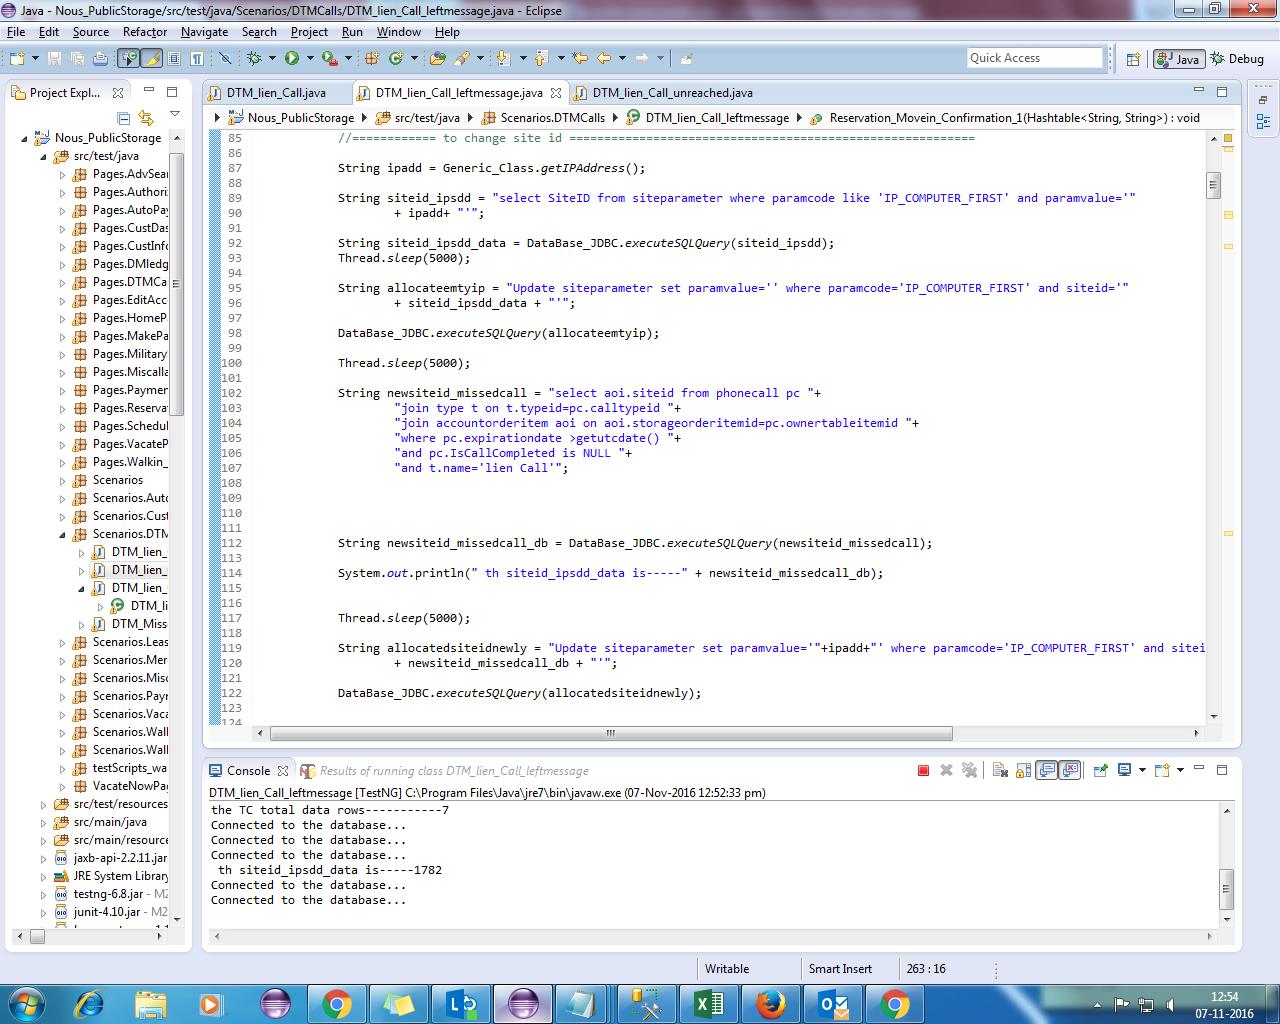 Java - Nous_PublicStorage/src/test/java/Scenarios/DTMCalls/DTM_lien_Call_leftmessage.java - Eclipse
File Edit Source Refactor Navigate Search Project Run Window Help
Quick Access
Java
Debug
Project Expl...
DTM_lien_Call.java
DTM_lien_Call_leftmessage.java
DTM_lien_Call_unreached.java
Nous_PublicStorage
src/test/java
Scenarios.DTMCalls
DTM_lien_Call_leftmessage
Reservation_Movein_Confirmation_1(Hashtable<String, String>) : void
Nous_PublicStorage
src/test/java
Pages.AdvSear
Pages.Authori
Pages.AutoPay
Pages.CustDas
Pages.CustInfo
Pages.DMledg
Pages.DTMCa
Pages.EditAcc
Pages.HomeP
Pages.MakePa
Pages.Military
Pages.Miscalla
Pages.Paymen
Pages.Reserva
Pages.Schedul
Pages.VacateP
Pages.Walkin_
Scenarios
Scenarios.Auto
Scenarios.Cust
Scenarios.DTM
DTM_lien_
DTM_lien_
DTM_lien_
DTM_li
DTM_Miss
Scenarios.Leas
Scenarios.Mer
Scenarios.Misc
Scenarios.Payr
Scenarios.Vaca
Scenarios.Wal
Scenarios.Wal
testScripts_wa
VacateNowPag
src/test/resources
src/main/java
src/main/resource
jaxb-api-2.2.11.jar
JRE System Library
testng-6.8.jar - M2
junit-4.10.jar - M2
85 //============ to change site id ==========================================================
86
87 String ipadd = Generic_Class.getIPAddress();
88
89 String siteid_ipsdd = "select SiteID from siteparameter where paramcode like 'IP_COMPUTER_FIRST' and paramvalue='"
90 + ipadd+ "'";
91
92 String siteid_ipsdd_data = DataBase_JDBC.executeSQLQuery(siteid_ipsdd);
93 Thread.sleep(5000);
94
95 String allocateemtyip = "Update siteparameter set paramvalue='' where paramcode='IP_COMPUTER_FIRST' and siteid='"
96 + siteid_ipsdd_data + "'";
97
98 DataBase_JDBC.executeSQLQuery(allocateemtyip);
99
100 Thread.sleep(5000);
101
102 String newsiteid_missedcall = "select aoi.siteid from phonecall pc "+
103 "join type t on t.typeid=pc.calltypeid "+
104 "join accountorderitem aoi on aoi.storageorderitemid=pc.ownertableitemid "+
105 "where pc.expirationdate >getutcdate() "+
106 "and pc.IsCallCompleted is NULL "+
107 "and t.name='lien Call'";
108
109
110
111
112 String newsiteid_missedcall_db = DataBase_JDBC.executeSQLQuery(newsiteid_missedcall);
113
114 System.out.println(" th siteid_ipsdd_data is-----" + newsiteid_missedcall_db);
115
116
117 Thread.sleep(5000);
118
119 String allocatedsiteidnewly = "Update siteparameter set paramvalue='"+ipadd+"' where paramcode='IP_COMPUTER_FIRST' and sitei
120 + newsiteid_missedcall_db + "'";
121
122 DataBase_JDBC.executeSQLQuery(allocatedsiteidnewly);
123
124
Console
Results of running class DTM_lien_Call_leftmessage
DTM_lien_Call_leftmessage [TestNG] C:\Program Files\Java\jre7\bin\javaw.exe (07-Nov-2016 12:52:33 pm)
the TC total data rows-----------7
Connected to the database...
Connected to the database...
Connected to the database...
th siteid_ipsdd_data is-----1782
Connected to the database...
Connected to the database...
Writable
Smart Insert
263 : 16
12:54
07-11-2016